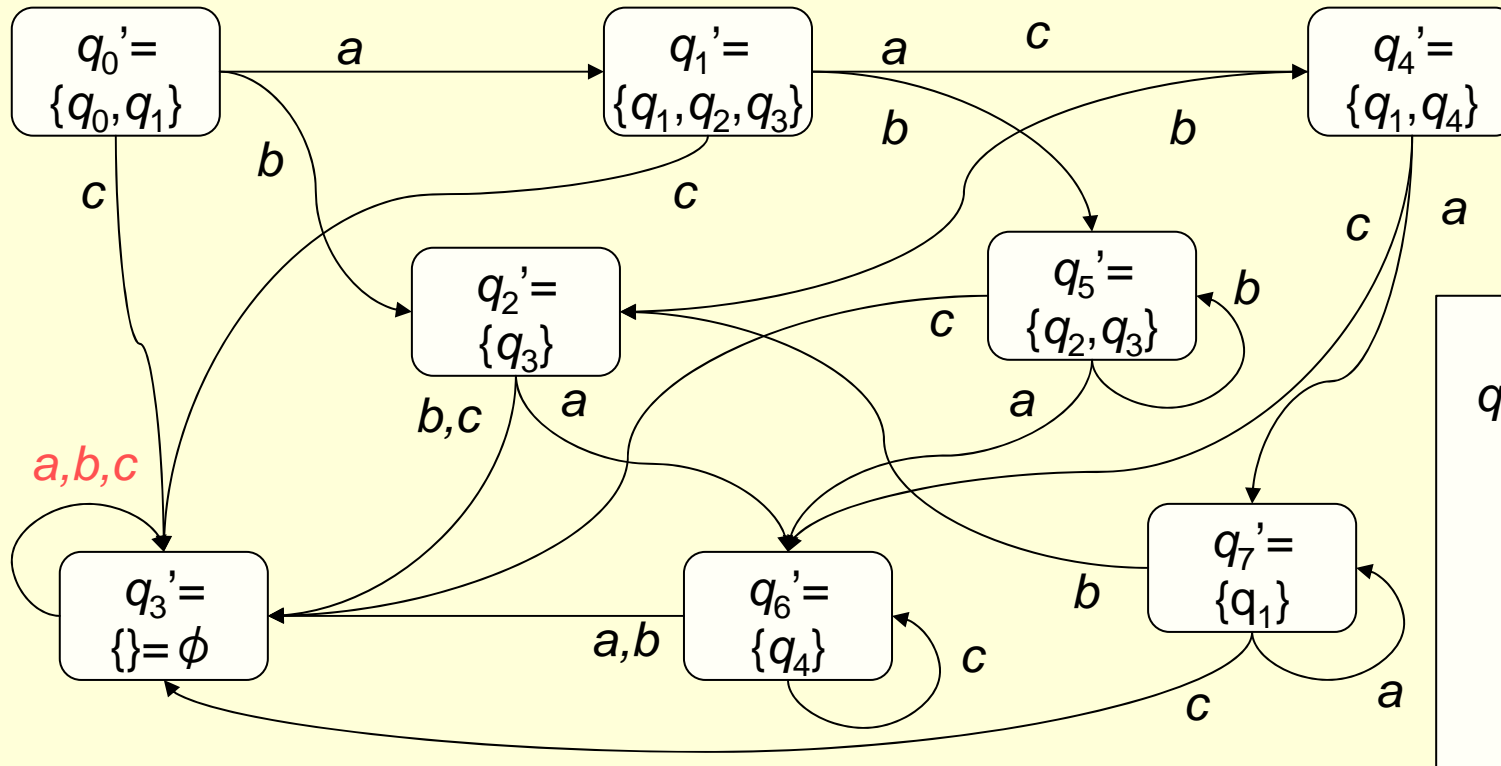 q₀’=
{q₀,q₁}
a
q₁’=
{q₁,q₂,q₃}
a
c
q₄’=
{q₁,q₄}
c
b
c
b
b
c
a
q₂’=
{q₃}
q₅’=
{q₂,q₃}
b
c
b,c
a
a
q
a,b,c
q₃’=
{}=ϕ
a,b
q₆’=
{q₄}
c
b
q₇’=
{q₁}
c
a